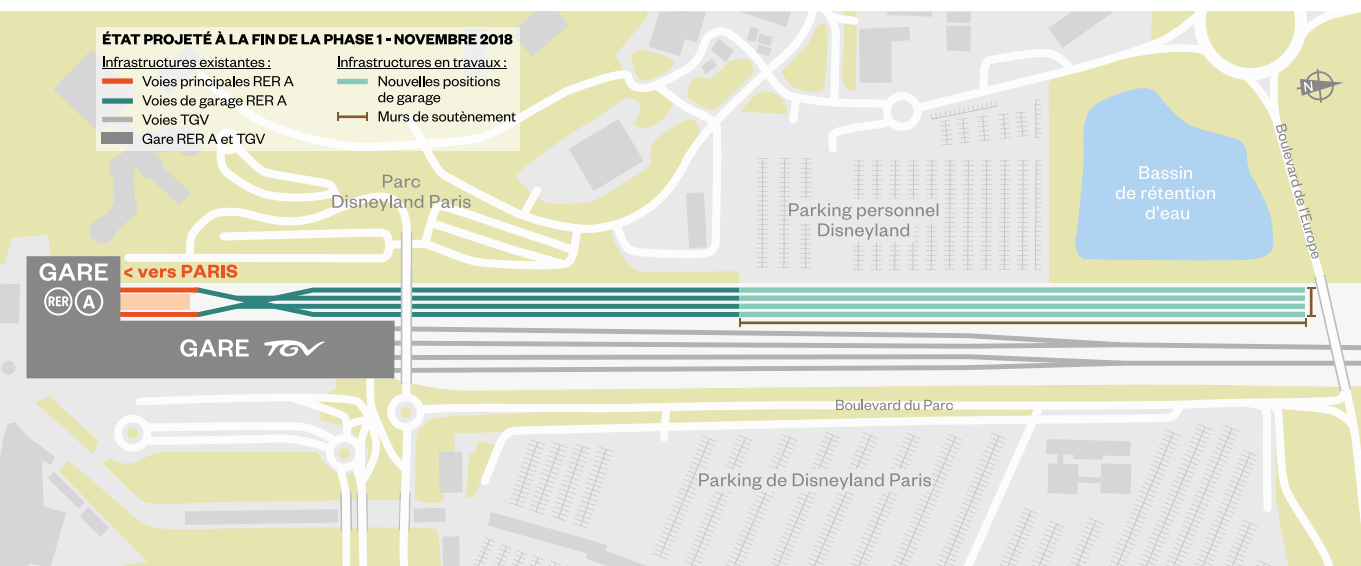 ÉTAT PROJETÉ À LA FIN DE LA PHASE 1 - NOVEMBRE 2018
Infrastructures existantes :
Voies principales RER A
Voies de garage RER A
Voies TGV
Gare RER A et TGV
Infrastructures en travaux :
Nouvelles positions
de garage
Murs de soutènement
N
Parc
Disneyland Paris
Parking personnel
Disneyland
Bassin
de rétention
d'eau
Boulevard de l'Europe
GARE
RER A
< vers PARIS
GARE TGV
Boulevard du Parc
Parking de Disneyland Paris